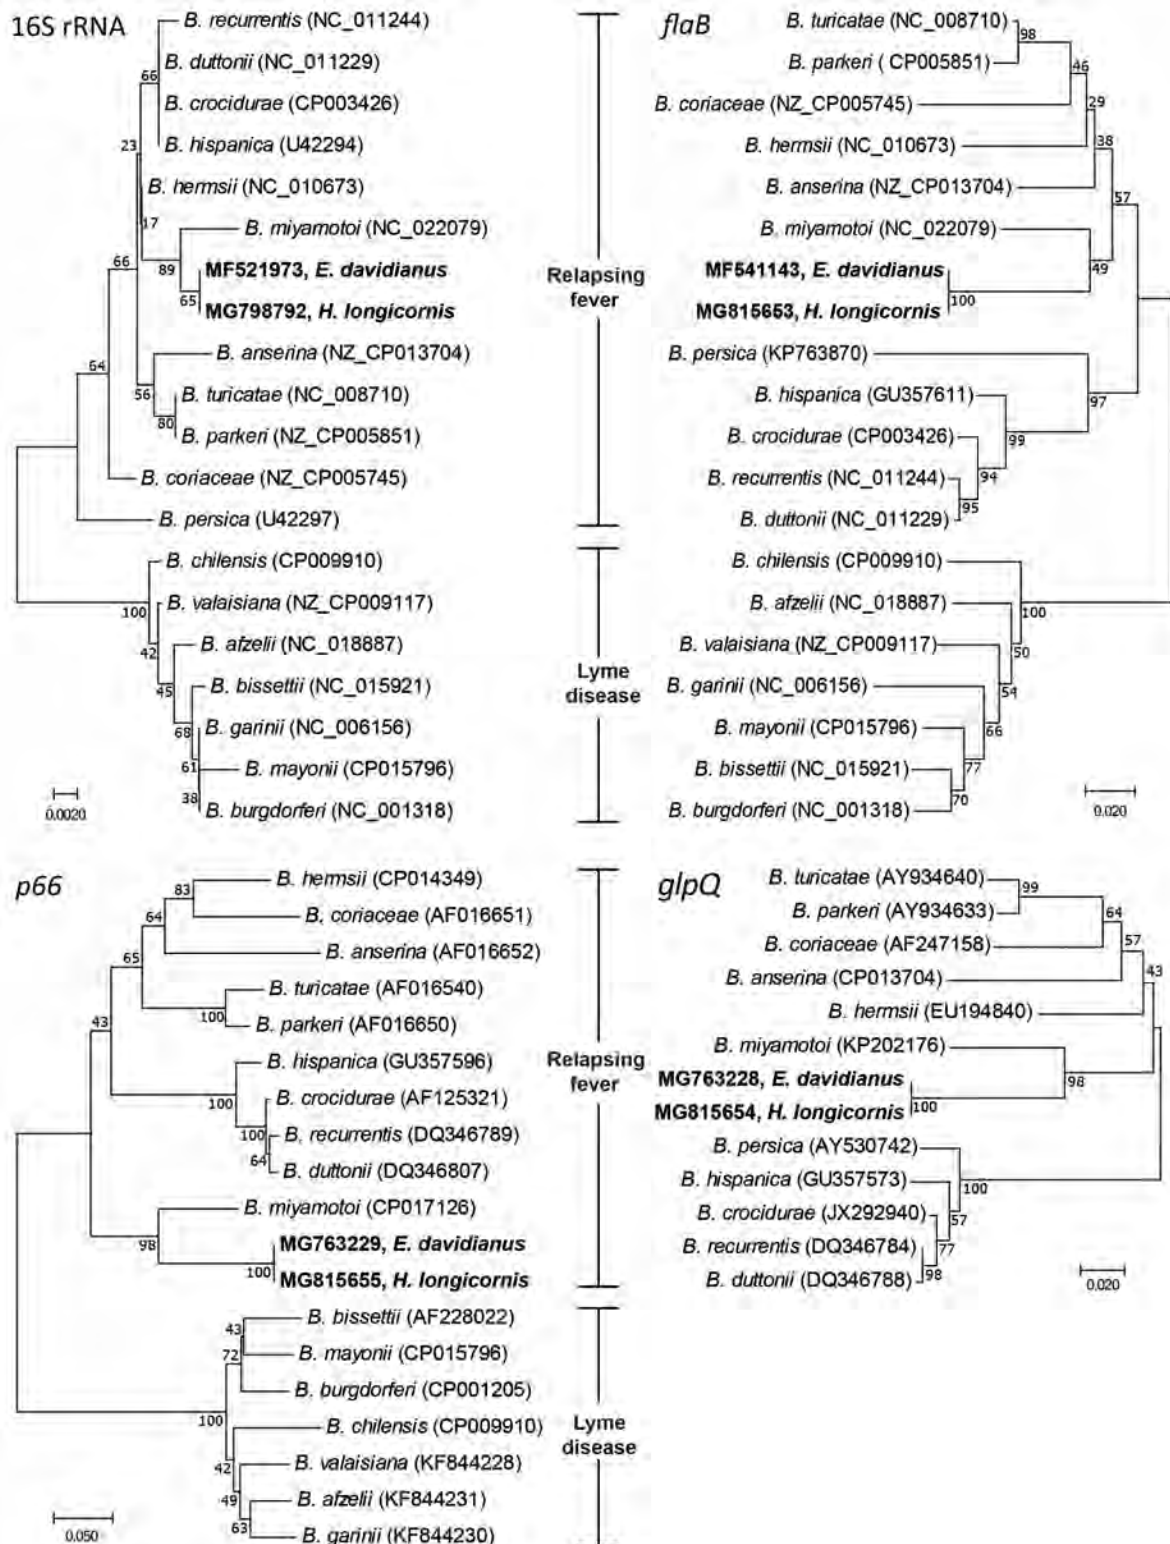 16S rRNA
B. recurrentis (NC_011244)
B. duttonii (NC_011229)
66
B. crocidurae (CP003426)
B. hispanica (U42294)
23
B. hermsii (NC_010673)
17
B. miyamotoi (NC_022079)
66
89
MF521973, E. davidianus
65
MG798792, H. longicornis
B. anserina (NZ_CP013704)
64
56
B. turicatae (NC_008710)
80
B. parkeri (NZ_CP005851)
B. coriaceae (NZ_CP005745)
B. persica (U42297)
B. chilensis (CP009910)
100
B. valaisiana (NZ_CP009117)
42
B. afzelii (NC_018887)
45
B. bissettii (NC_015921)
68
B. garinii (NC_006156)
61
B. mayonii (CP015796)
38
B. burgdorferi (NC_001318)
0.0020
Relapsing
fever
Lyme
disease
flaB
B. turicatae (NC_008710)
98
B. parkeri ( CP005851)
46
B. coriaceae (NZ_CP005745)
29
B. hermsii (NC_010673)
38
B. anserina (NZ_CP013704)
57
B. miyamotoi (NC_022079)
MF541143, E. davidianus
49
100
MG815653, H. longicornis
B. persica (KP763870)
B. hispanica (GU357611)
97
B. crocidurae (CP003426)
99
B. recurrentis (NC_011244)
94
95
B. duttonii (NC_011229)
B. chilensis (CP009910)
B. afzelii (NC_018887)
100
B. valaisiana (NZ_CP009117)
50
B. garinii (NC_006156)
54
B. mayonii (CP015796)
66
B. bissettii (NC_015921)
77
70
B. burgdorferi (NC_001318)
0.020
p66
B. hermsii (CP014349)
83
B. coriaceae (AF016651)
64
B. anserina (AF016652)
65
B. turicatae (AF016540)
100
B. parkeri (AF016650)
43
B. hispanica (GU357596)
100
B. crocidurae (AF125321)
100
B. recurrentis (DQ346789)
64
B. duttonii (DQ346807)
B. miyamotoi (CP017126)
98
MG763229, E. davidianus
100
MG815655, H. longicornis
B. bissettii (AF228022)
43
B. mayonii (CP015796)
72
B. burgdorferi (CP001205)
100
B. chilensis (CP009910)
42
B. valaisiana (KF844228)
49
B. afzelii (KF844231)
63
B. garinii (KF844230)
0.050
Relapsing
fever
Lyme
disease
glpQ
B. turicatae (AY934640)
99
B. parkeri (AY934633)
64
B. coriaceae (AF247158)
57
B. anserina (CP013704)
43
B. hermsii (EU194840)
B. miyamotoi (KP202176)
98
MG763228, E. davidianus
100
MG815654, H. longicornis
B. persica (AY530742)
B. hispanica (GU357573)
100
B. crocidurae (JX292940)
57
B. recurrentis (DQ346784)
77
98
B. duttonii (DQ346788)
0.020